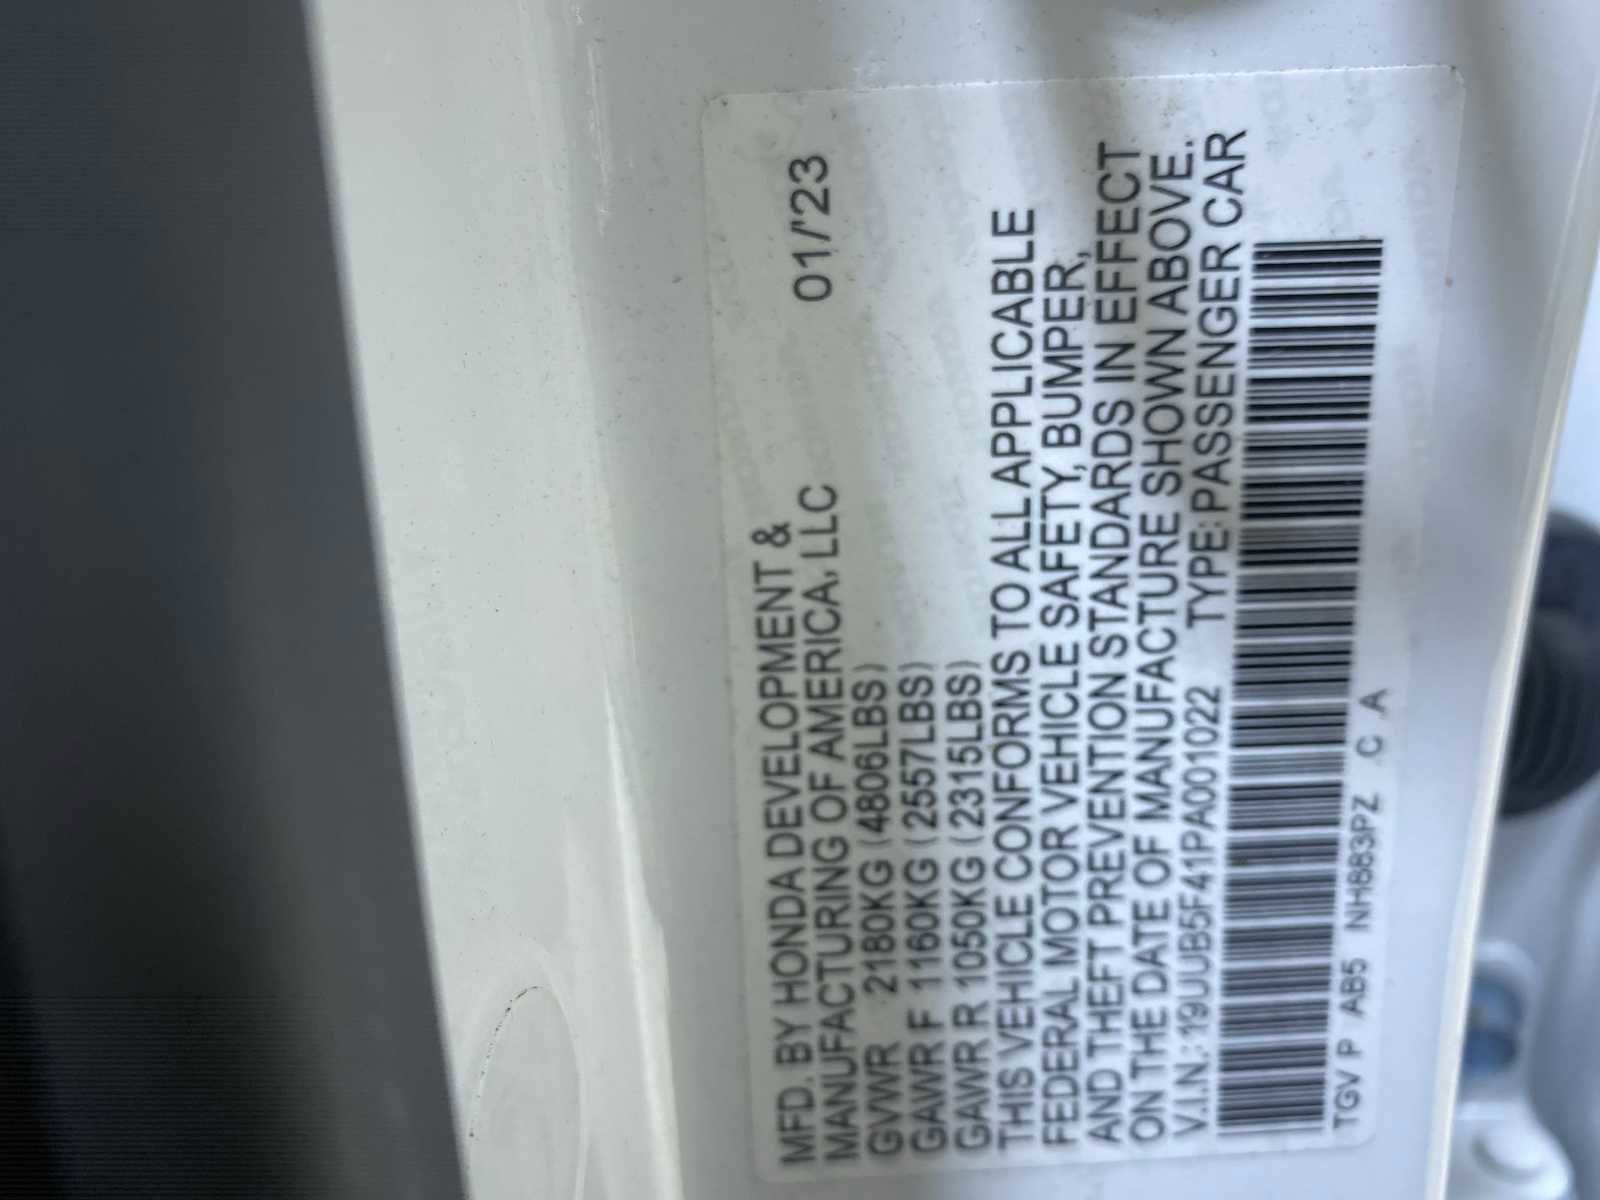 MFD. BY HONDA DEVELOPMENT &
MANUFACTURING OF AMERICA, LLC 01/'23
GVWR 2180KG (4806LBS)
GAWR F 1160KG (2557LBS)
GAWR R 1050KG (2315LBS)
THIS VEHICLE CONFORMS TO ALL APPLICABLE
FEDERAL MOTOR VEHICLE SAFETY, BUMPER,
AND THEFT PREVENTION STANDARDS IN EFFECT
ON THE DATE OF MANUFACTURE SHOWN ABOVE.
V.I.N.: 19UUB5F41PA001022 TYPE: PASSENGER CAR
TGV P AB5 NH883PZ C A